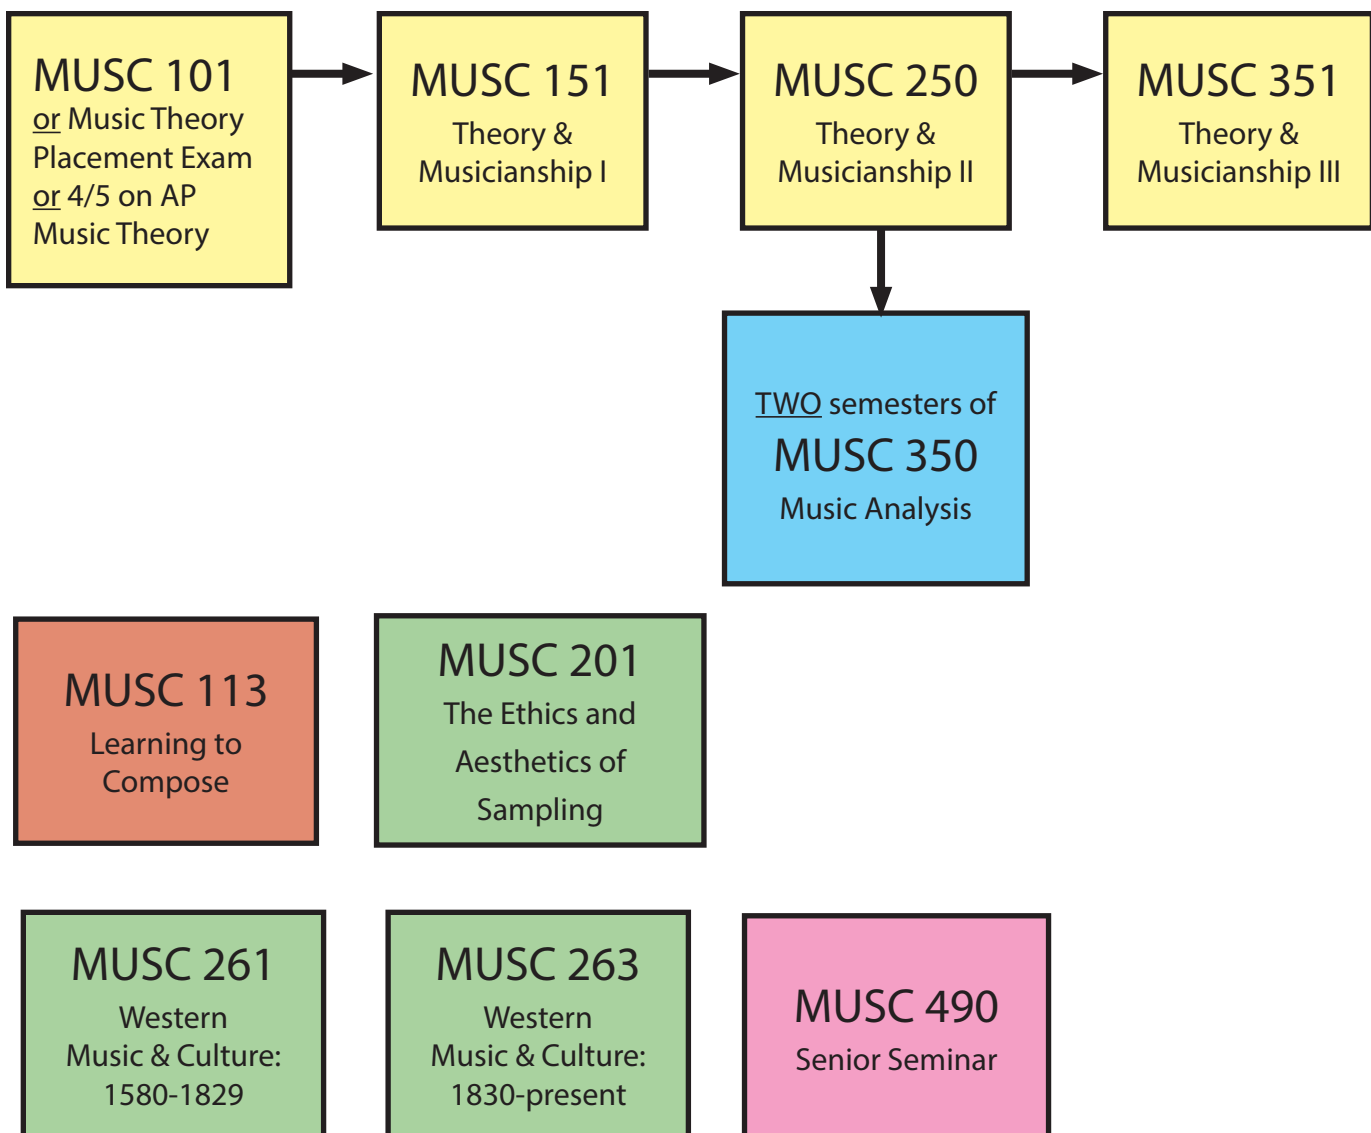 MUSC 101
or Music Theory
Placement Exam
or 4/5 on AP
Music Theory
MUSC 151
Theory &
Musicianship I
MUSC 250
Theory &
Musicianship II
MUSC 351
Theory &
Musicianship III
TWO semesters of
MUSC 350
Music Analysis
MUSC 113
Learning to
Compose
MUSC 201
The Ethics and
Aesthetics of
Sampling
MUSC 261
Western
Music & Culture:
1580-1829
MUSC 263
Western
Music & Culture:
1830-present
MUSC 490
Senior Seminar